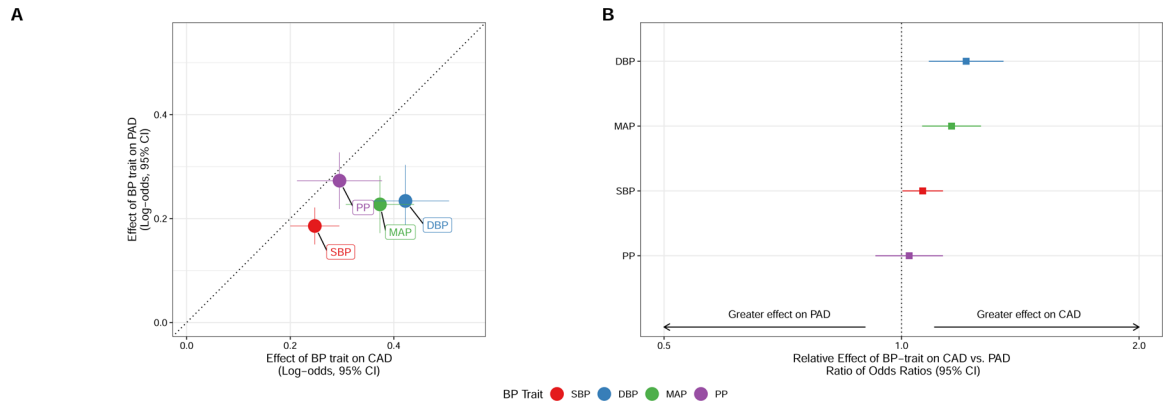 A
Effect of BP trait on PAD
(Log−odds, 95% CI)
0.4
0.2
0.0
PP
MAP
DBP
SBP
0.0 0.2 0.4
Effect of BP trait on CAD
(Log−odds, 95% CI)
B
DBP
MAP
SBP
PP
Greater effect on PAD
Greater effect on CAD
0.5 1.0 2.0
Relative Effect of BP−trait on CAD vs. PAD
Ratio of Odds Ratios (95% CI)
BP Trait SBP DBP MAP PP